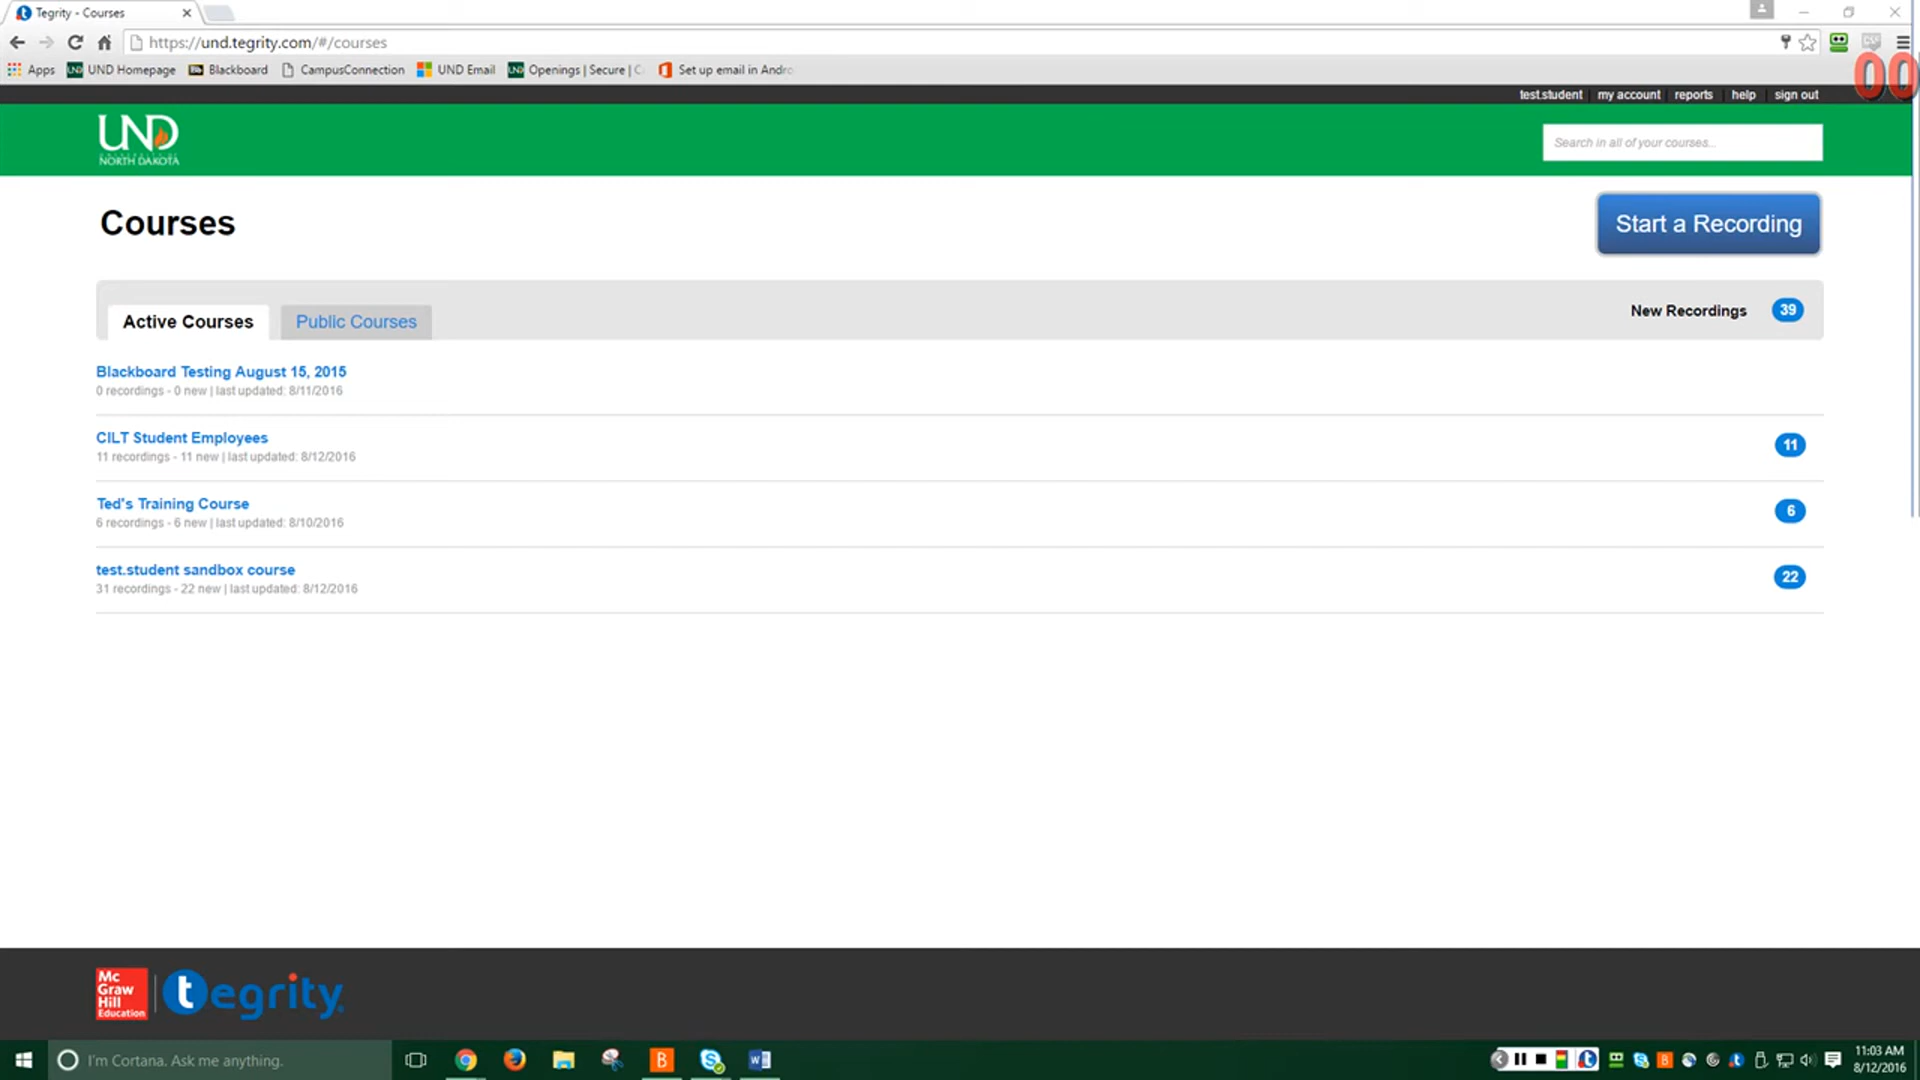 Tegrity - Courses
https://und.tegrity.com/#/courses
Apps UND Homepage Blackboard CampusConnection UND Email Openings | Secure | Set up email in Andro
00
test.student my account reports help sign out
UND
NORTH DAKOTA
Search in all of your courses...
Courses
Start a Recording
Active Courses Public Courses New Recordings 39
Blackboard Testing August 15, 2015
0 recordings - 0 new | last updated: 8/11/2016
CILT Student Employees
11 recordings - 11 new | last updated: 8/12/2016
11
Ted's Training Course
6 recordings - 6 new | last updated: 8/10/2016
6
test.student sandbox course
31 recordings - 22 new | last updated: 8/12/2016
22
Mc
Graw
Hill
Education
tegrity
I'm Cortana. Ask me anything.
11:03 AM
8/12/2016